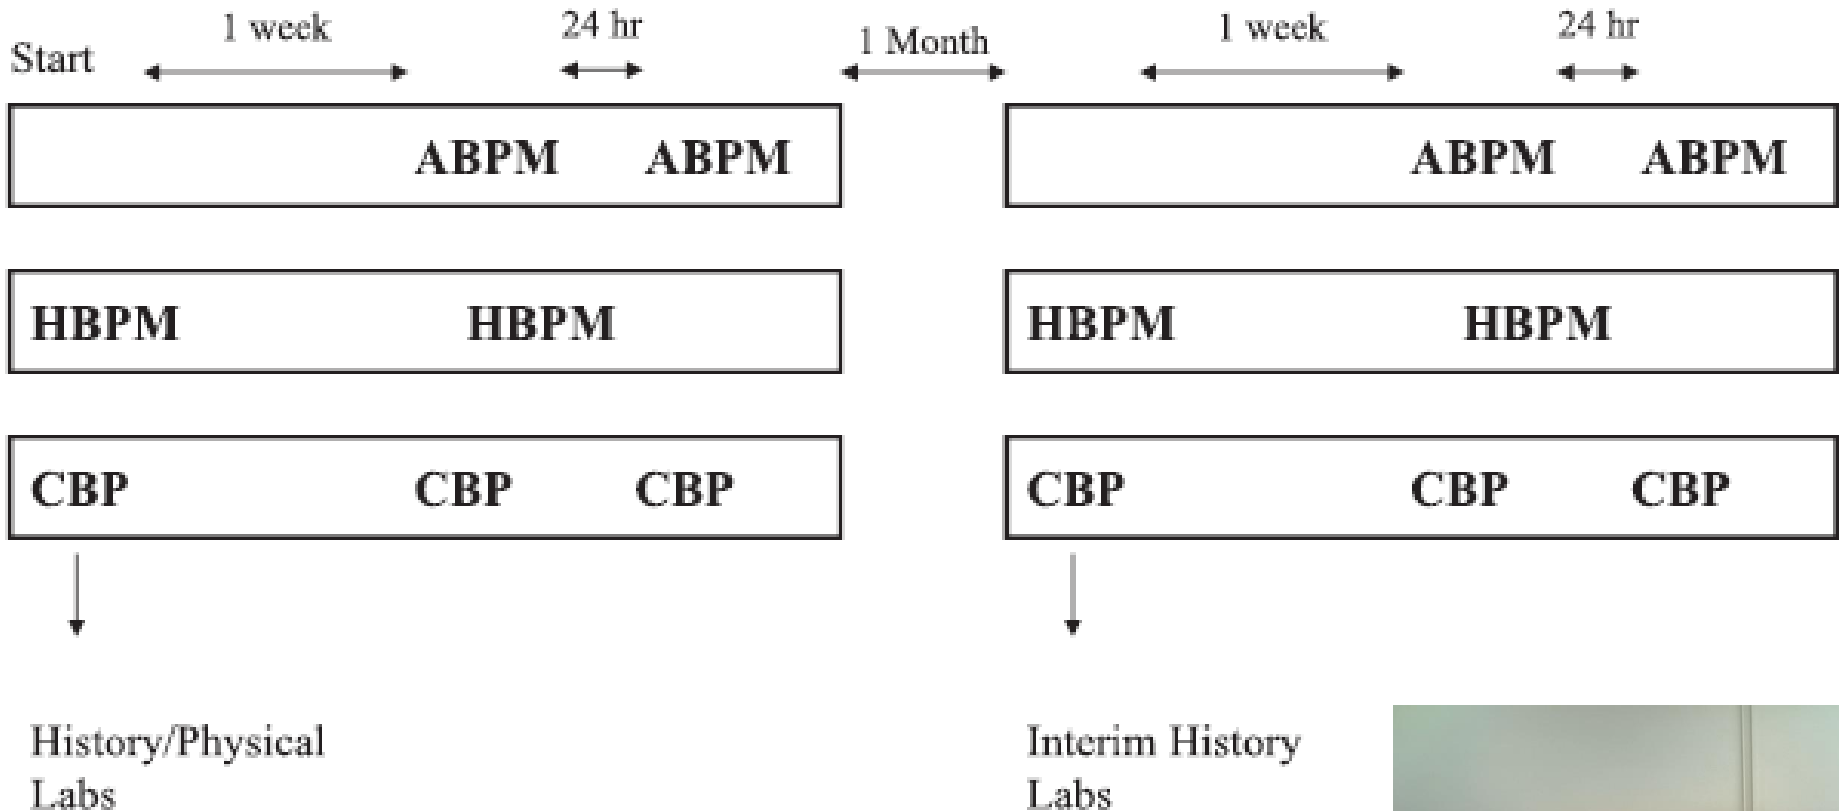 Start 1 week 24 hr 1 Month 1 week 24 hr
ABPM ABPM ABPM ABPM
HBPM HBPM HBPM HBPM
CBP CBP CBP CBP CBP CBP
History/Physical Interim History
Labs Labs